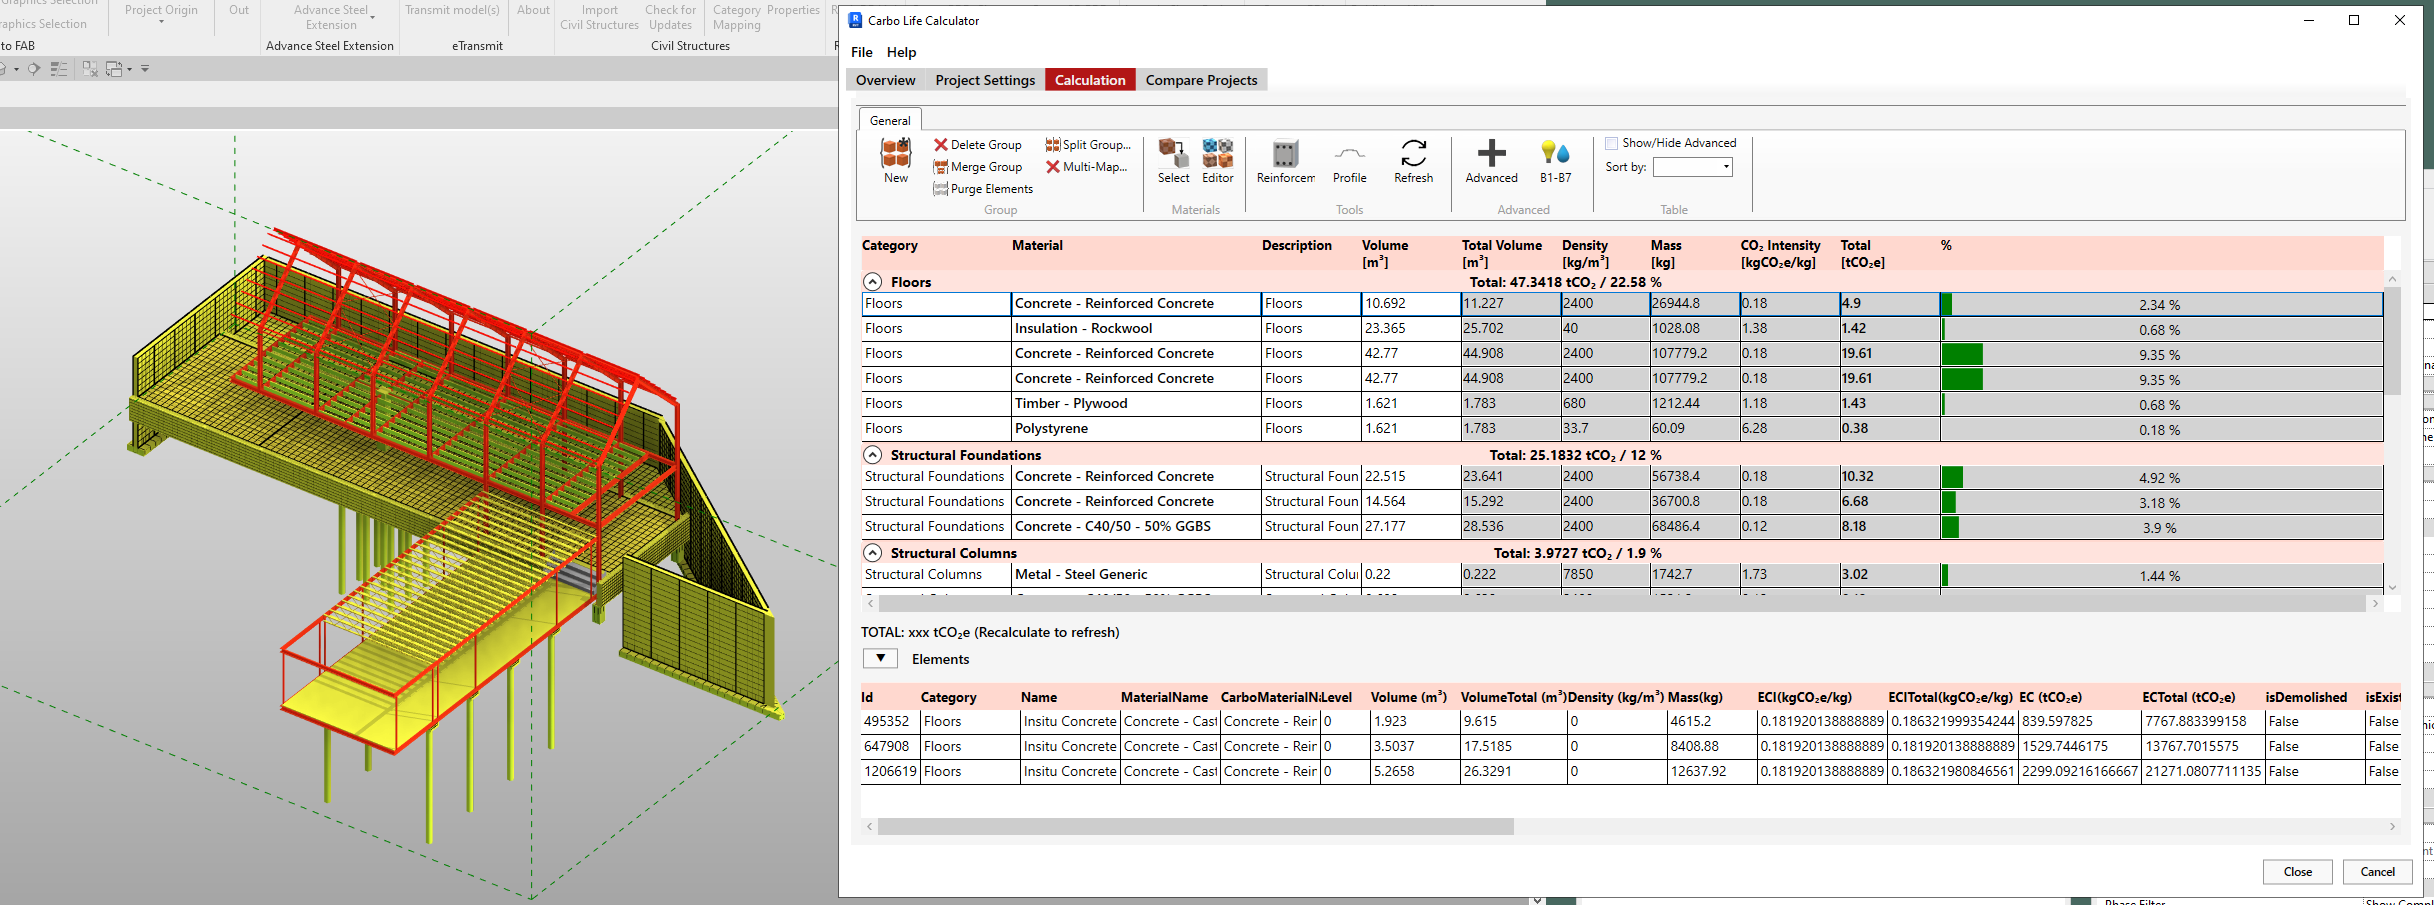 Graphics Selection
Project Origin
Out
Advance Steel
Extension
Transmit model(s)
About
Import
Civil Structures
Check for
Updates
Category
Mapping
Properties
raphics Selection
to FAB
Advance Steel Extension
eTransmit
Civil Structures
Carbo Life Calculator
File Help
Overview Project Settings Calculation Compare Projects
General
New
Delete Group
Merge Group
Purge Elements
Split Group...
Multi-Map...
Group
Select Editor
Materials
Reinforcem Profile Refresh
Tools
Advanced B1-B7
Advanced
Show/Hide Advanced
Sort by:
Table
Category Material Description Volume [m³] Total Volume [m³] Density [kg/m³] Mass [kg] CO₂ Intensity [kgCO₂e/kg] Total [tCO₂e] %
Floors Total: 47.3418 tCO₂ / 22.58 %
Floors Concrete - Reinforced Concrete Floors 10.692 11.227 2400 26944.8 0.18 4.9 2.34 %
Floors Insulation - Rockwool Floors 23.365 25.702 40 1028.08 1.38 1.42 0.68 %
Floors Concrete - Reinforced Concrete Floors 42.77 44.908 2400 107779.2 0.18 19.61 9.35 %
Floors Concrete - Reinforced Concrete Floors 42.77 44.908 2400 107779.2 0.18 19.61 9.35 %
Floors Timber - Plywood Floors 1.621 1.783 680 1212.44 1.18 1.43 0.68 %
Floors Polystyrene Floors 1.621 1.783 33.7 60.09 6.28 0.38 0.18 %
Structural Foundations Total: 25.1832 tCO₂ / 12 %
Structural Foundations Concrete - Reinforced Concrete Structural Foun 22.515 23.641 2400 56738.4 0.18 10.32 4.92 %
Structural Foundations Concrete - Reinforced Concrete Structural Foun 14.564 15.292 2400 36700.8 0.18 6.68 3.18 %
Structural Foundations Concrete - C40/50 - 50% GGBS Structural Foun 27.177 28.536 2400 68486.4 0.12 8.18 3.9 %
Structural Columns Total: 3.9727 tCO₂ / 1.9 %
Structural Columns Metal - Steel Generic Structural Colu 0.22 0.222 7850 1742.7 1.73 3.02 1.44 %
TOTAL: xxx tCO₂e (Recalculate to refresh)
Elements
Id Category Name MaterialName CarboMaterialNa Level Volume (m³) VolumeTotal (m³) Density (kg/m³) Mass(kg) ECI(kgCO₂e/kg) ECITotal(kgCO₂e/kg) EC (tCO₂e) ECTotal (tCO₂e) isDemolished isExist
495352 Floors Insitu Concrete Concrete - Cast Concrete - Rein 0 1.923 9.615 0 4615.2 0.181920138888889 0.186321999354244 839.597825 7767.883399158 False False
647908 Floors Insitu Concrete Concrete - Cast Concrete - Rein 0 3.5037 17.5185 0 8408.88 0.181920138888889 0.181920138888889 1529.7446175 13767.7015575 False False
1206619 Floors Insitu Concrete Concrete - Cast Concrete - Rein 0 5.2658 26.3291 0 12637.92 0.181920138888889 0.186321980846561 2299.09216166667 21271.0807711135 False False
Close Cancel
Phase Filter